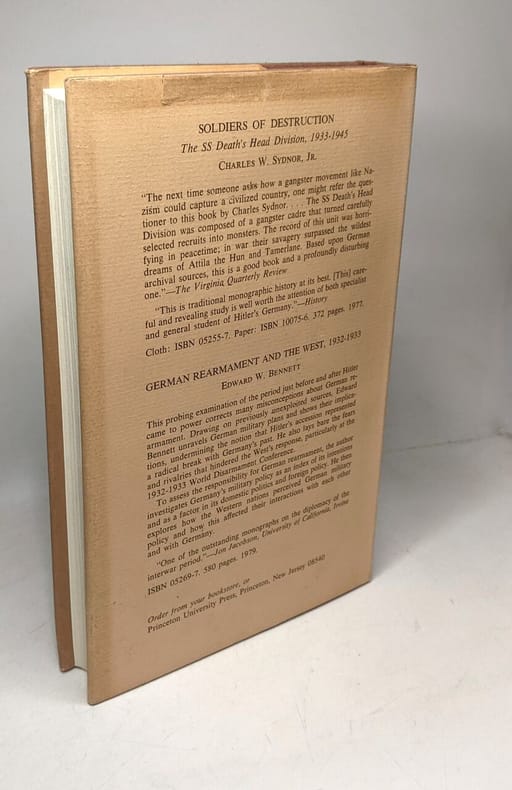 SOLDIERS OF DESTRUCTION
The SS Death's Head Division, 1933-1945
CHARLES W. SYDNOR, JR.
"The next time someone asks how a gangster movement like Na-
zism could capture a civilized country, one might refer the ques-
tioner to this book by Charles Sydnor. . . . The SS Death's Head
Division was composed of a gangster cadre that turned carefully
selected recruits into monsters. The record of this unit was horri-
fying in peacetime; in war their savagery surpassed the wildest
dreams of Attila the Hun and Tamerlane. Based upon German
archival sources, this is a good book and a profoundly disturbing
one."—The Virginia Quarterly Review
"This is traditional monographic history at its best. [This] care-
ful and revealing study is well worth the attention of both specialist
and general student of Hitler's Germany."—History
Cloth: ISBN 05255-7. Paper: ISBN 10075-6. 372 pages. 1977.
GERMAN REARMAMENT AND THE WEST, 1932-1933
EDWARD W. BENNETT
This probing examination of the period just before and after Hitler
came to power corrects many misconceptions about German re-
armament. Drawing on previously unexploited sources, Edward
Bennett unravels German military plans and shows their implica-
tions, undermining the notion that Hitler's accession represented
a radical break with Germany's past. He also lays bare the fears
and rivalries that hindered the West's response, particularly at the
1932-1933 World Disarmament Conference.
To assess the responsibility for German rearmament, the author
investigates Germany's military policy as an index of its intentions
and as a factor in its domestic politics and foreign policy. He then
explores how the Western nations perceived German military
policy and how this affected their interactions with each other
and with Germany.
"One of the outstanding monographs on the diplomacy of the
interwar period."—Jon Jacobson, University of California, Irvine
ISBN 05269-7. 580 pages. 1979.
Order from your bookstore, or
Princeton University Press, Princeton, New Jersey 08540